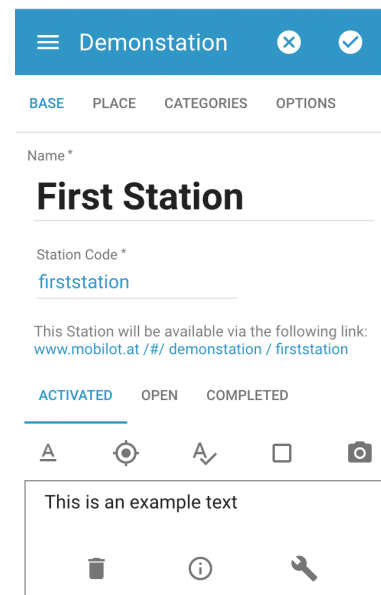 Demonstation
BASE PLACE CATEGORIES OPTIONS
Name *
First Station
Station Code *
firststation
This Station will be available via the following link:
www.mobilot.at /#/ demonstation / firststation
ACTIVATED OPEN COMPLETED
This is an example text